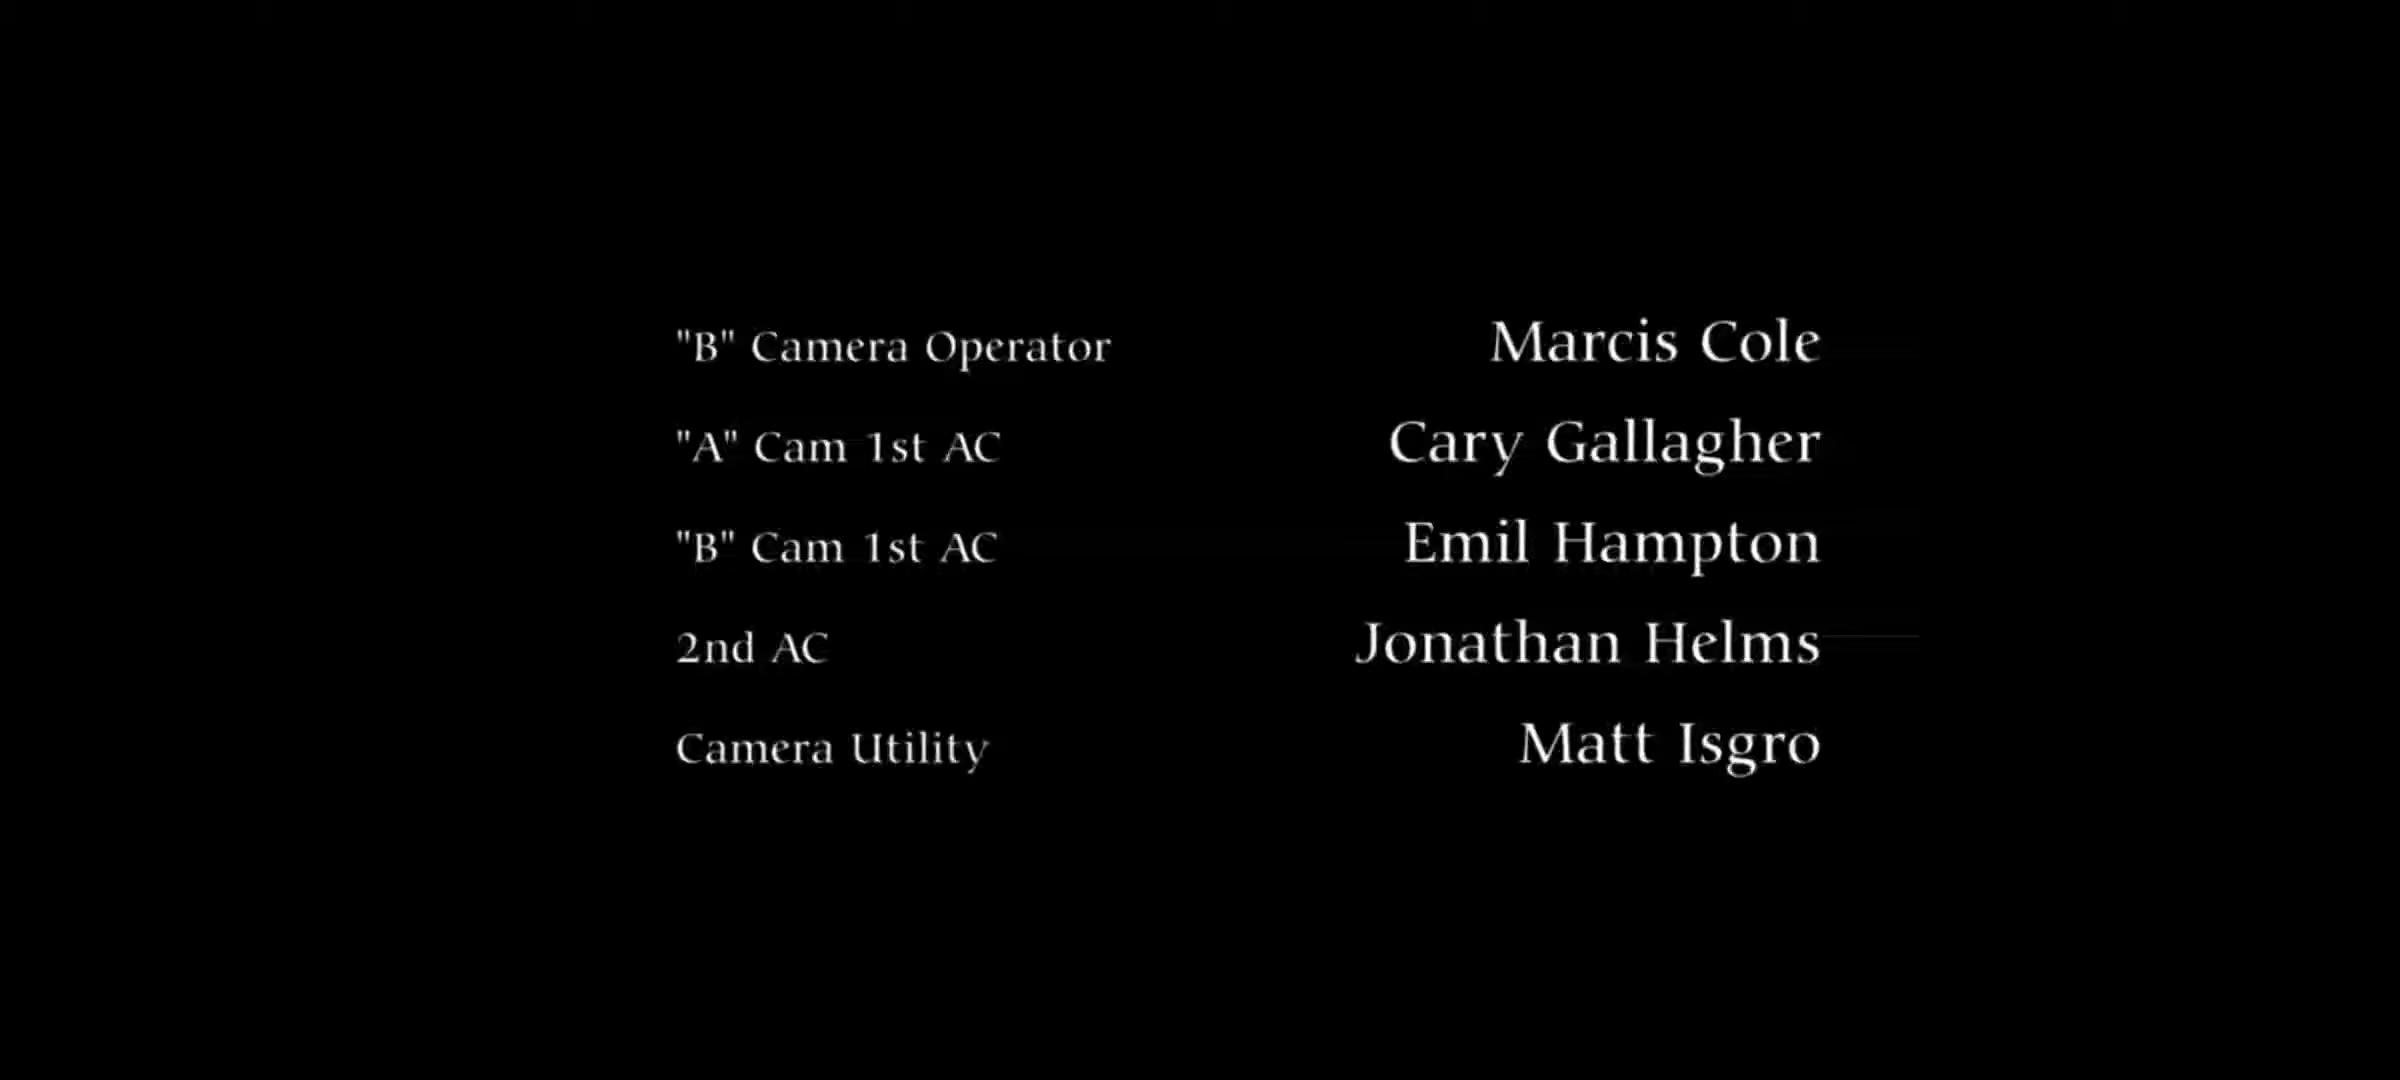 "B" Camera Operator Marcis Cole
"A" Cam 1st AC Cary Gallagher
"B" Cam 1st AC Emil Hampton
2nd AC Jonathan Helms
Camera Utility Matt Isgro